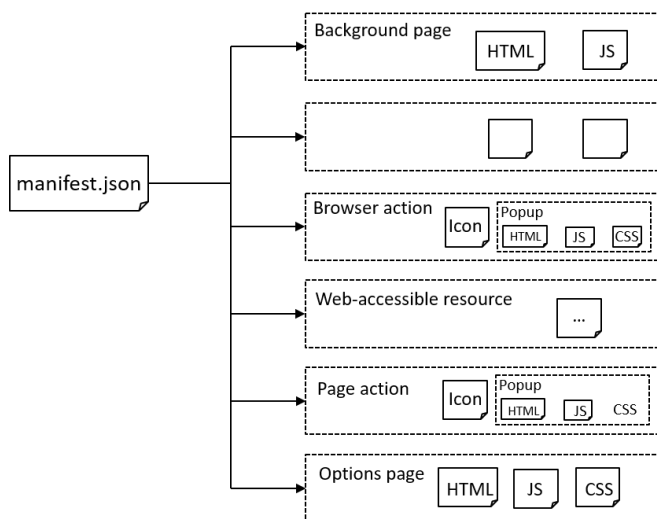 Background page
HTML
JS
manifest.json
Browser action
Icon
Popup
HTML
JS
CSS
Web-accessible resource
...
Page action
Icon
Popup
HTML
JS
CSS
Options page
HTML
JS
CSS